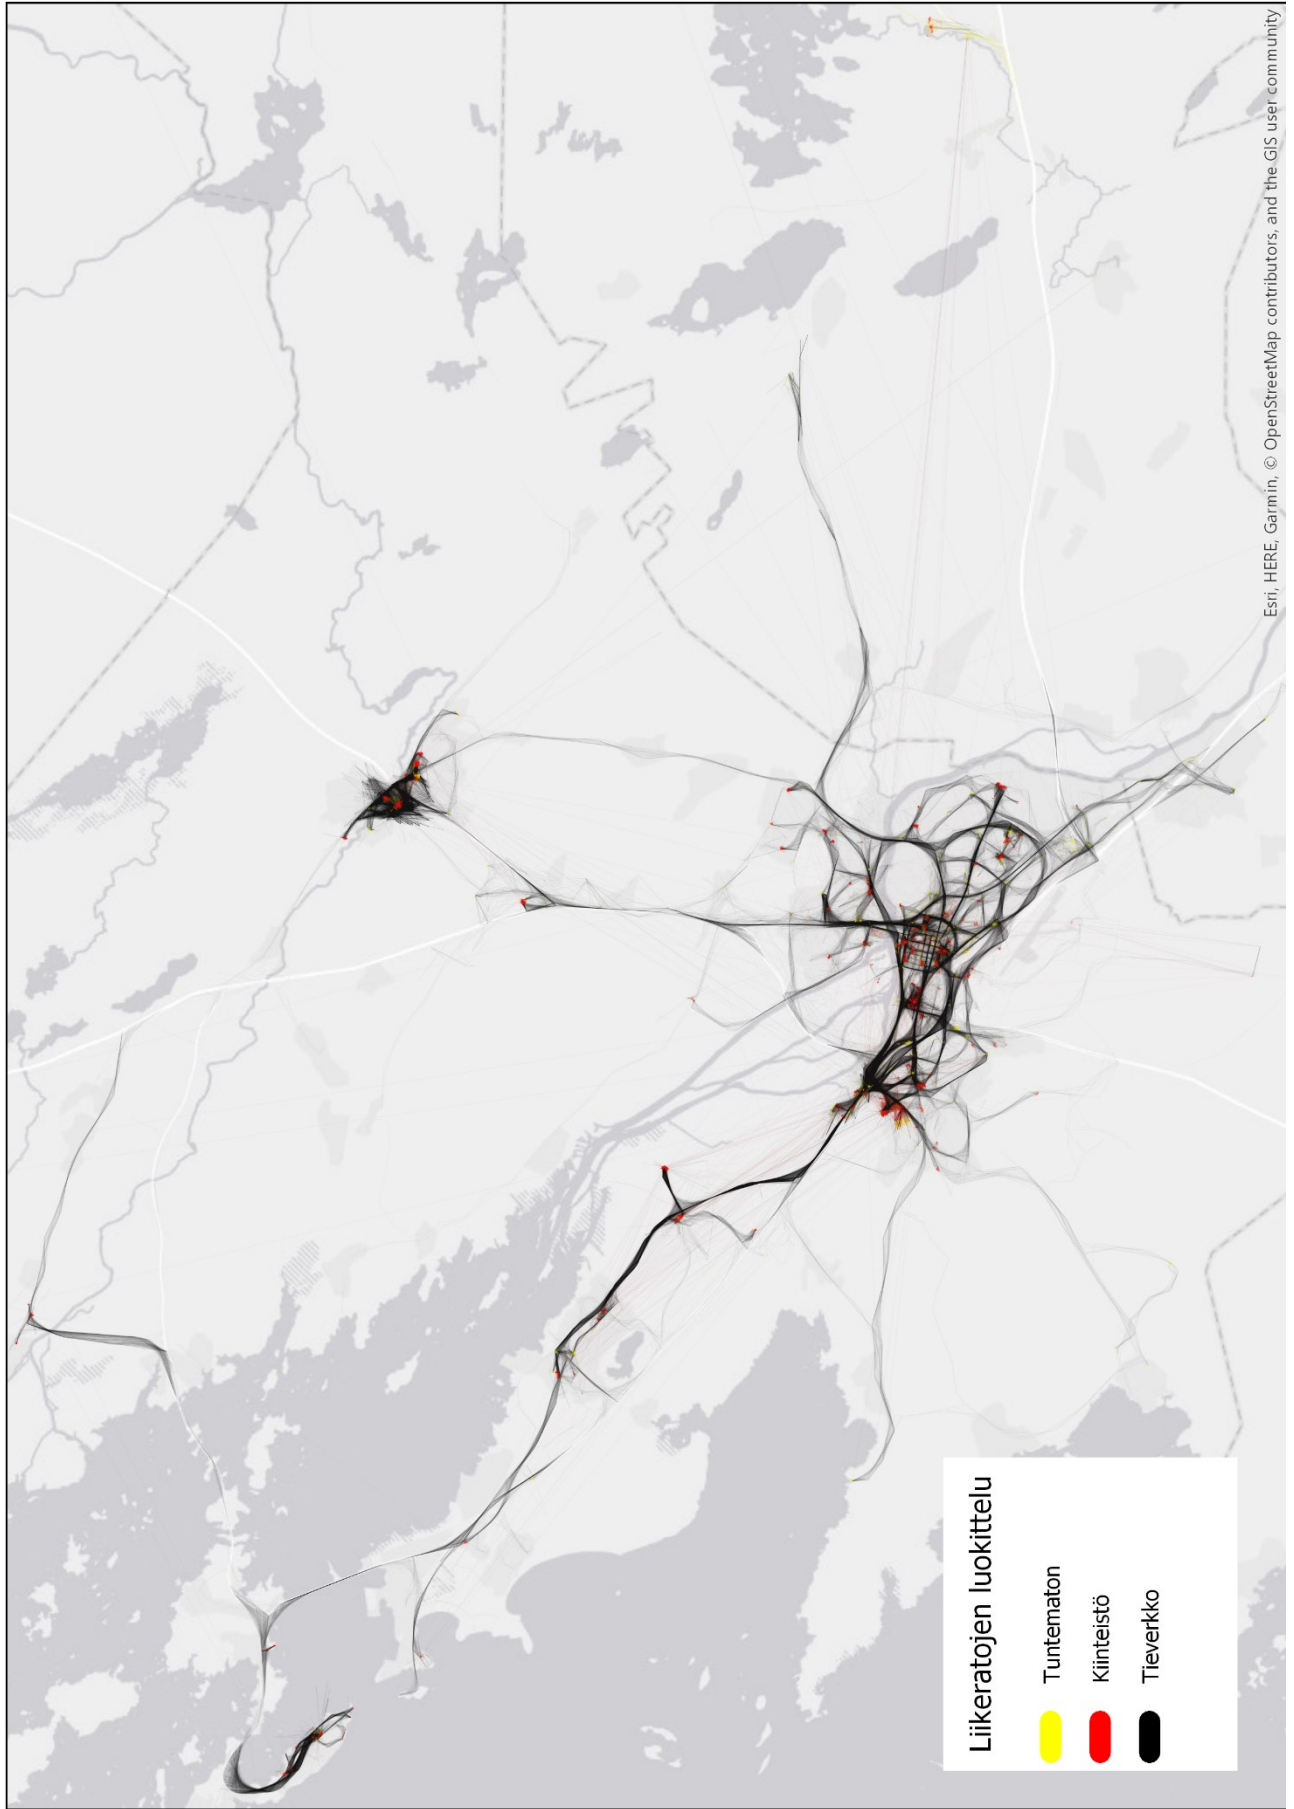 Liikeratojen luokittelu
Tuntematon
Kiinteistö
Tieverkko
Esri, HERE, Garmin, © OpenStreetMap contributors, and the GIS user community